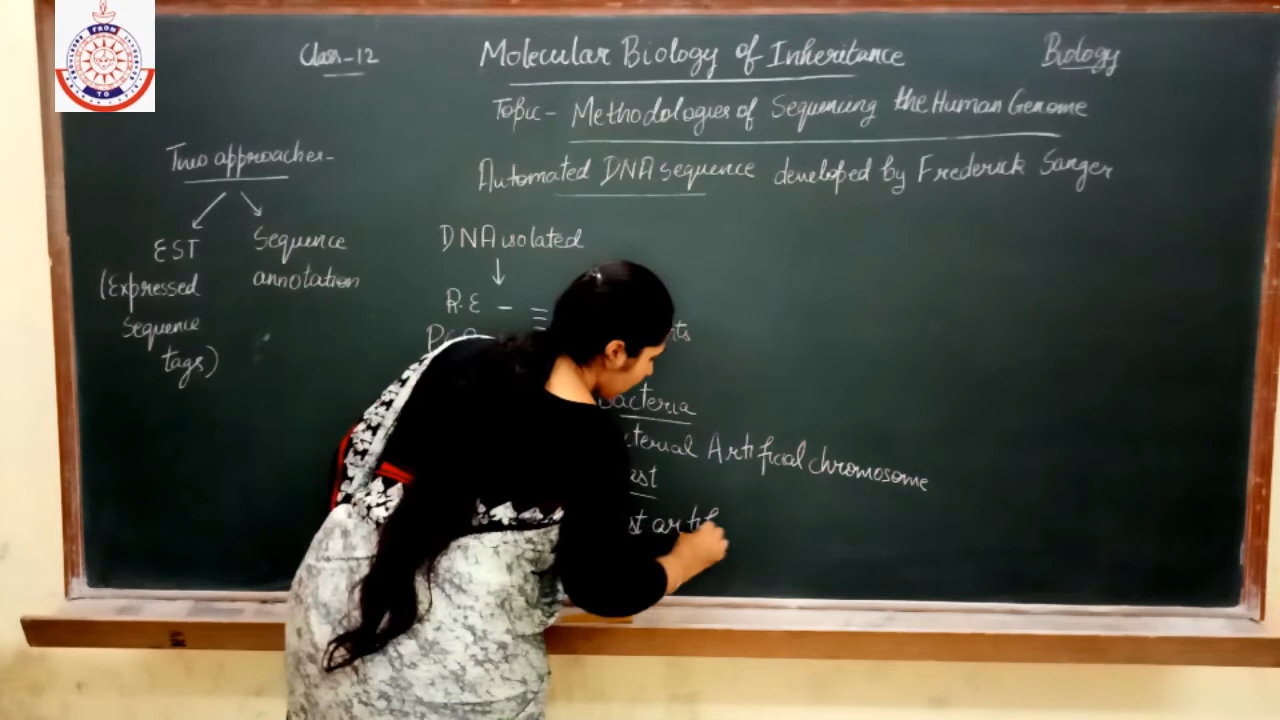 Class-12
Molecular Biology of Inheritance
Biology
Topic - Methodologies of Sequencing the Human Genome
Automated DNA sequence developed by Frederick Sanger
Two approaches-
EST
(Expressed
Sequence
tags)
Sequence
annotation
DNA isolated
R.E - 
Bacteria
Artificial chromosome